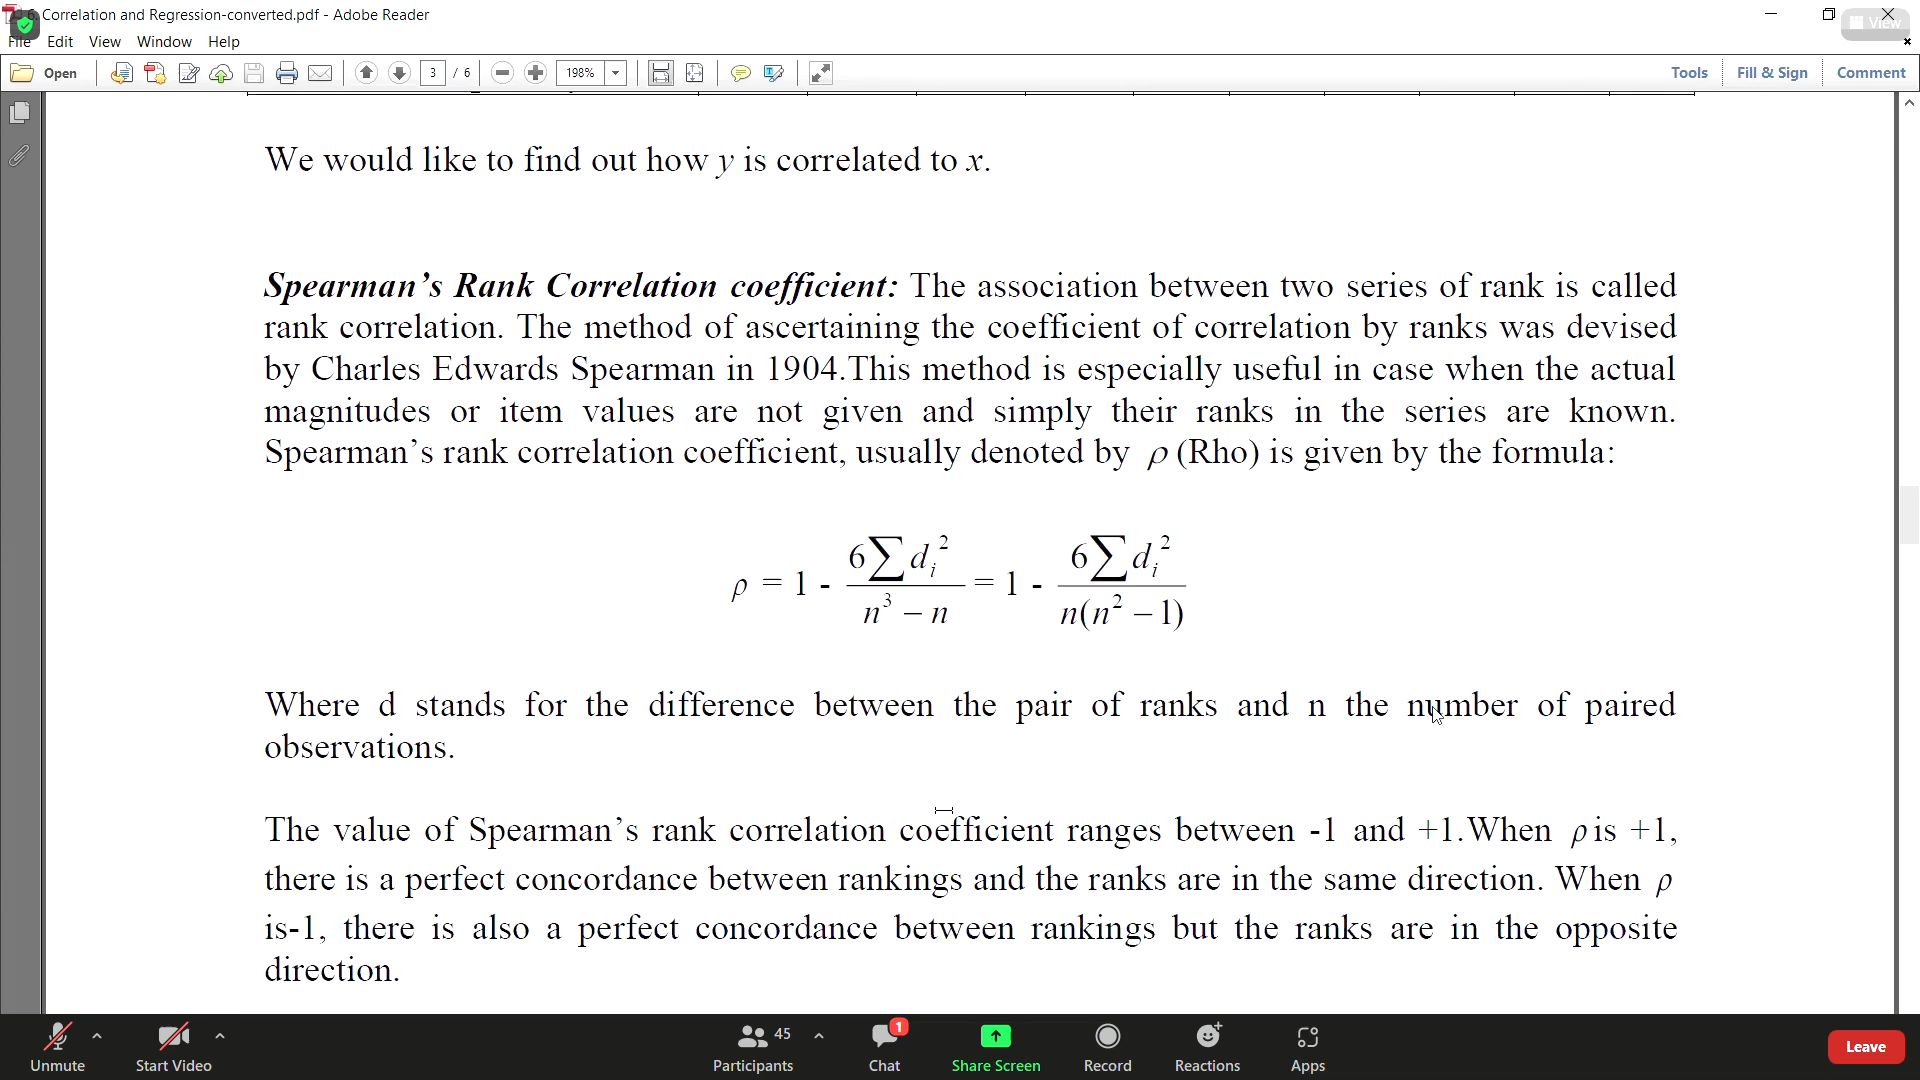 6. Correlation and Regression-converted.pdf - Adobe Reader
View
File Edit View Window Help
Open 3 / 6 198% Tools Fill & Sign Comment
We would like to find out how y is correlated to x.
Spearman’s Rank Correlation coefficient: The association between two series of rank is called
rank correlation. The method of ascertaining the coefficient of correlation by ranks was devised
by Charles Edwards Spearman in 1904.This method is especially useful in case when the actual
magnitudes or item values are not given and simply their ranks in the series are known.
Spearman’s rank correlation coefficient, usually denoted by ρ (Rho) is given by the formula:
ρ = 1 - 6∑d_i^2 / (n^3 – n) = 1 - 6∑d_i^2 / n(n^2 – 1)
Where d stands for the difference between the pair of ranks and n the number of paired
observations.
The value of Spearman’s rank correlation coefficient ranges between -1 and +1.When ρ is +1,
there is a perfect concordance between rankings and the ranks are in the same direction. When ρ
is-1, there is also a perfect concordance between rankings but the ranks are in the opposite
direction.
45 1
Unmute Start Video Participants Chat Share Screen Record Reactions Apps Leave